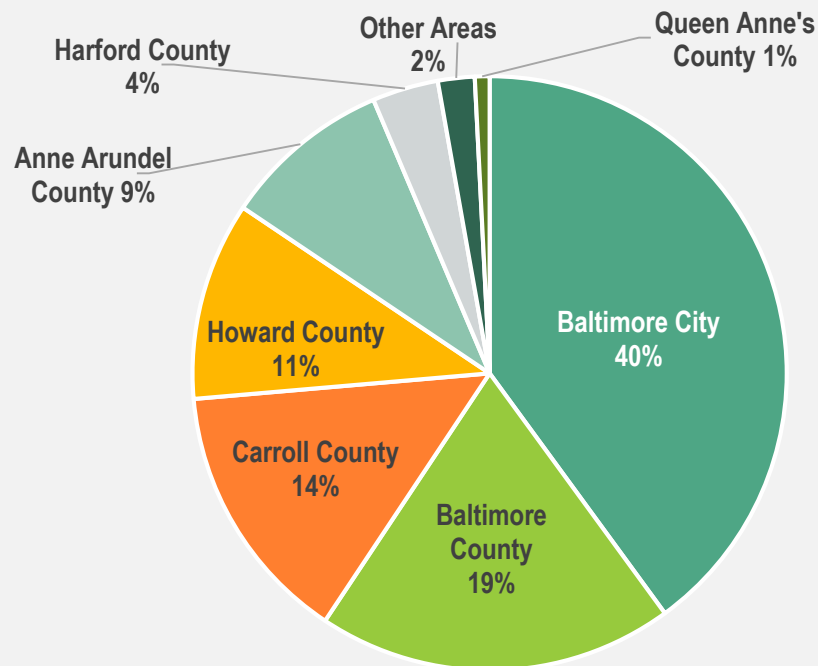 Queen Anne's
County 1%
Other Areas
2%
Harford County
4%
Anne Arundel
County 9%
Howard County
11%
Baltimore City
40%
Carroll County
14%
Baltimore
County
19%